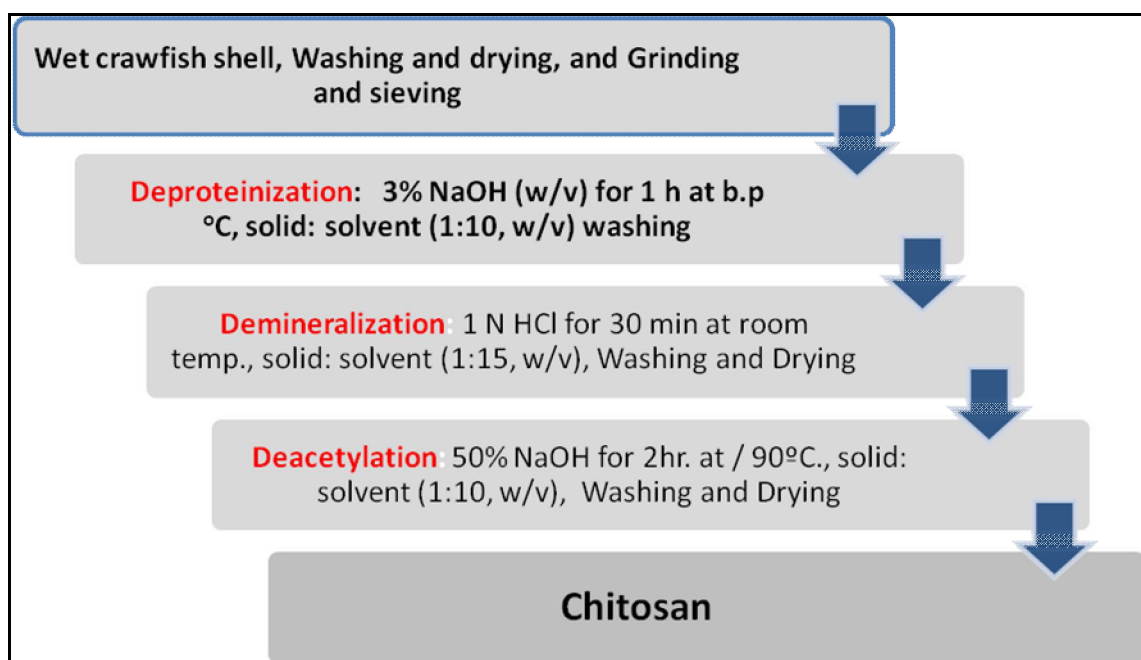 Wet crawfish shell, Washing and drying, and Grinding
and sieving
Deproteinization: 3% NaOH (w/v) for 1 h at b.p
°C, solid: solvent (1:10, w/v) washing
Demineralization: 1 N HCl for 30 min at room
temp., solid: solvent (1:15, w/v), Washing and Drying
Deacetylation: 50% NaOH for 2hr. at / 90ºC., solid:
solvent (1:10, w/v), Washing and Drying
Chitosan